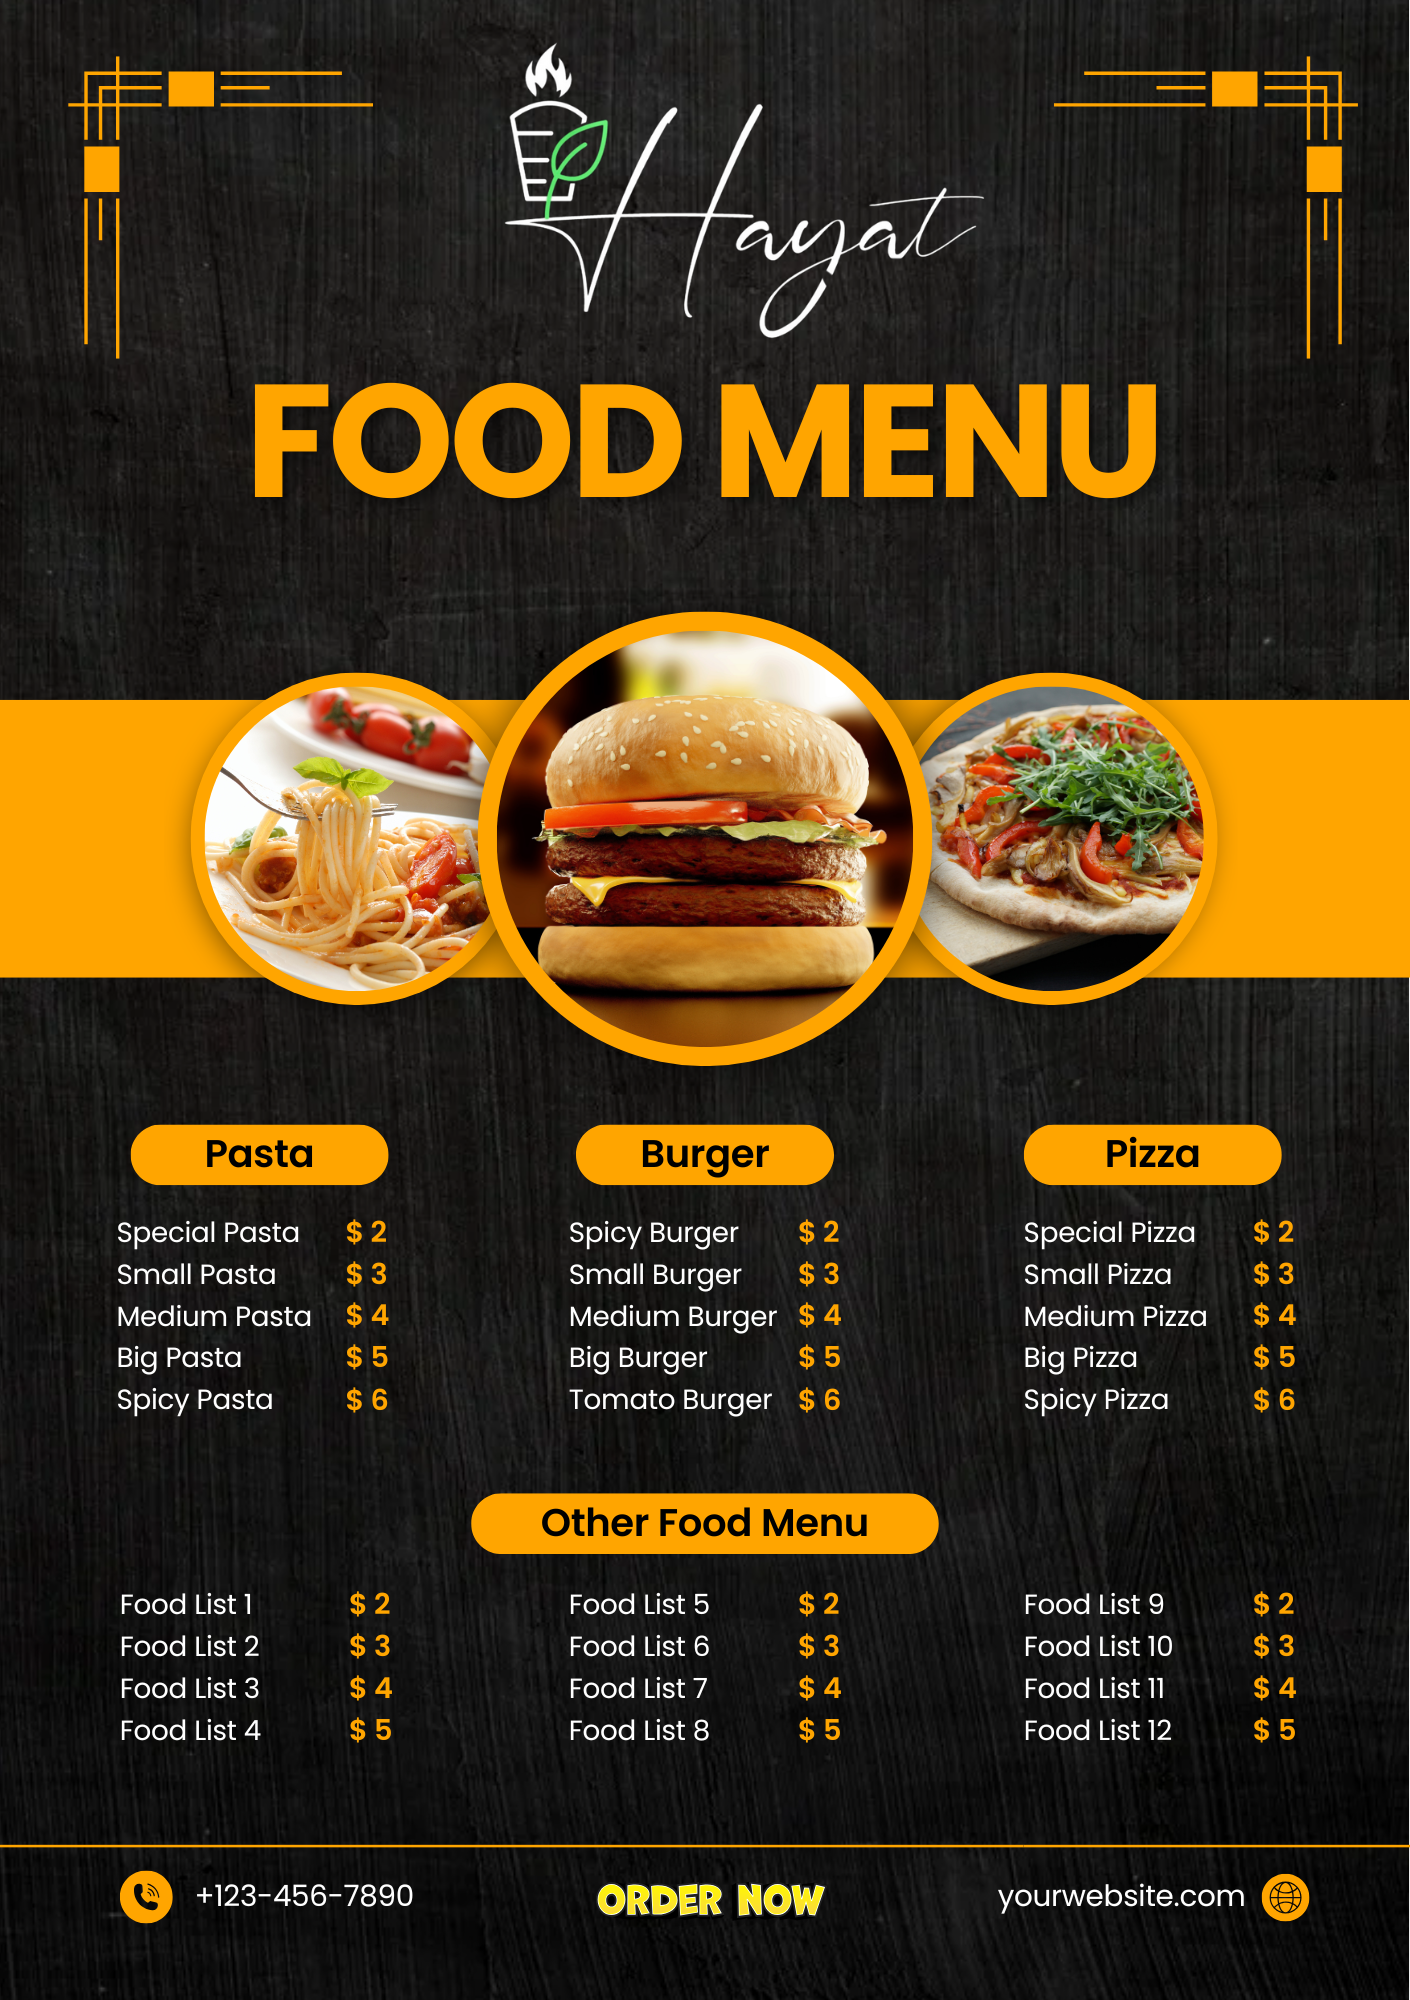 Hayat
FOOD MENU
Pasta
Special Pasta $ 2
Small Pasta $ 3
Medium Pasta $ 4
Big Pasta $ 5
Spicy Pasta $ 6
Burger
Spicy Burger $ 2
Small Burger $ 3
Medium Burger $ 4
Big Burger $ 5
Tomato Burger $ 6
Pizza
Special Pizza $ 2
Small Pizza $ 3
Medium Pizza $ 4
Big Pizza $ 5
Spicy Pizza $ 6
Other Food Menu
Food List 1 $ 2
Food List 2 $ 3
Food List 3 $ 4
Food List 4 $ 5
Food List 5 $ 2
Food List 6 $ 3
Food List 7 $ 4
Food List 8 $ 5
Food List 9 $ 2
Food List 10 $ 3
Food List 11 $ 4
Food List 12 $ 5
+123-456-7890
ORDER NOW
yourwebsite.com